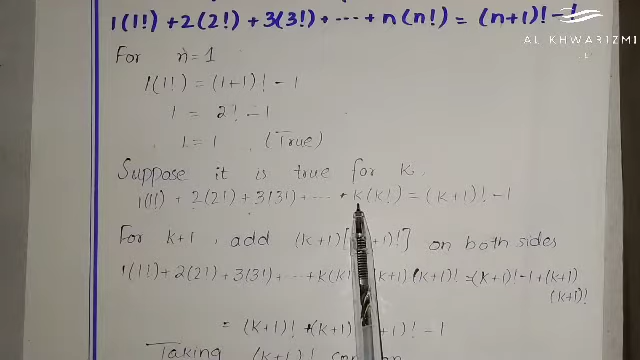 1(1!) + 2(2!) + 3(3!) + ... + n(n!) = (n+1)! - 1
AL KHWARIZMI
For n=1
1(1!) = (1+1)! - 1
1 = 2! - 1
1 = 1 (True)
Suppose it is true for k.
1(1!) + 2(2!) + 3(3!) + ... + k(k!) = (k+1)! - 1
For k+1, add (k+1)[ +1)!] on both sides
1(1!) + 2(2!) + 3(3!) + ... + k(k! (k+1) (k+1)! = (k+1)! - 1 + (k+1)
(k+1)!
= (k+1)! + (k+1) +1)! - 1
Taking (k+1)! common